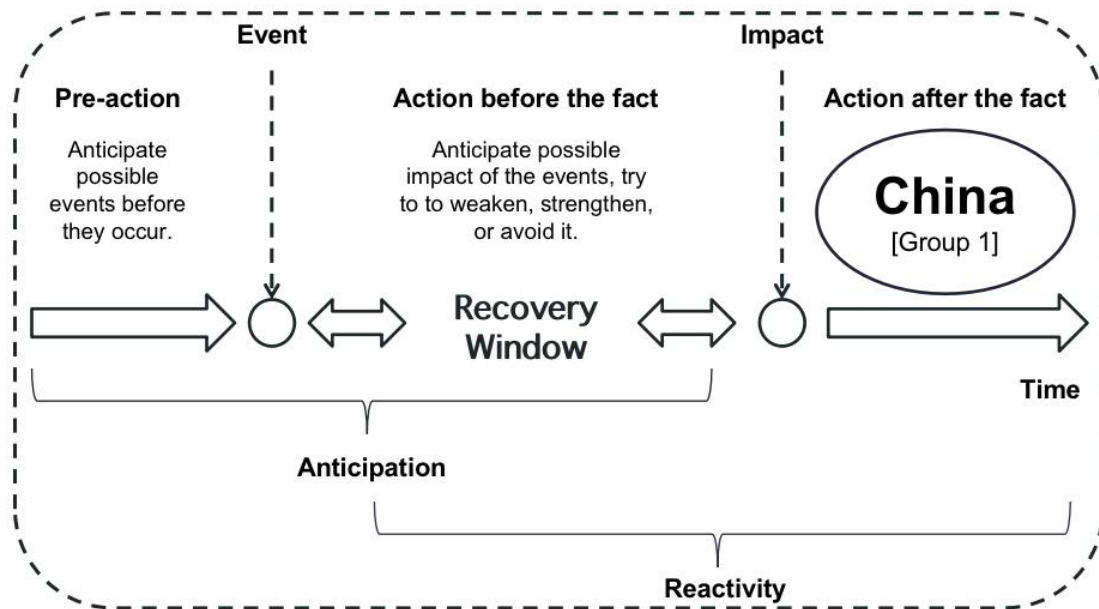 Event
Impact
Pre-action
Action before the fact
Action after the fact
Anticipate
possible
events before
they occur.
Anticipate possible
impact of the events, try
to to weaken, strengthen,
or avoid it.
China
[Group 1]
Recovery
Window
Time
Anticipation
Reactivity